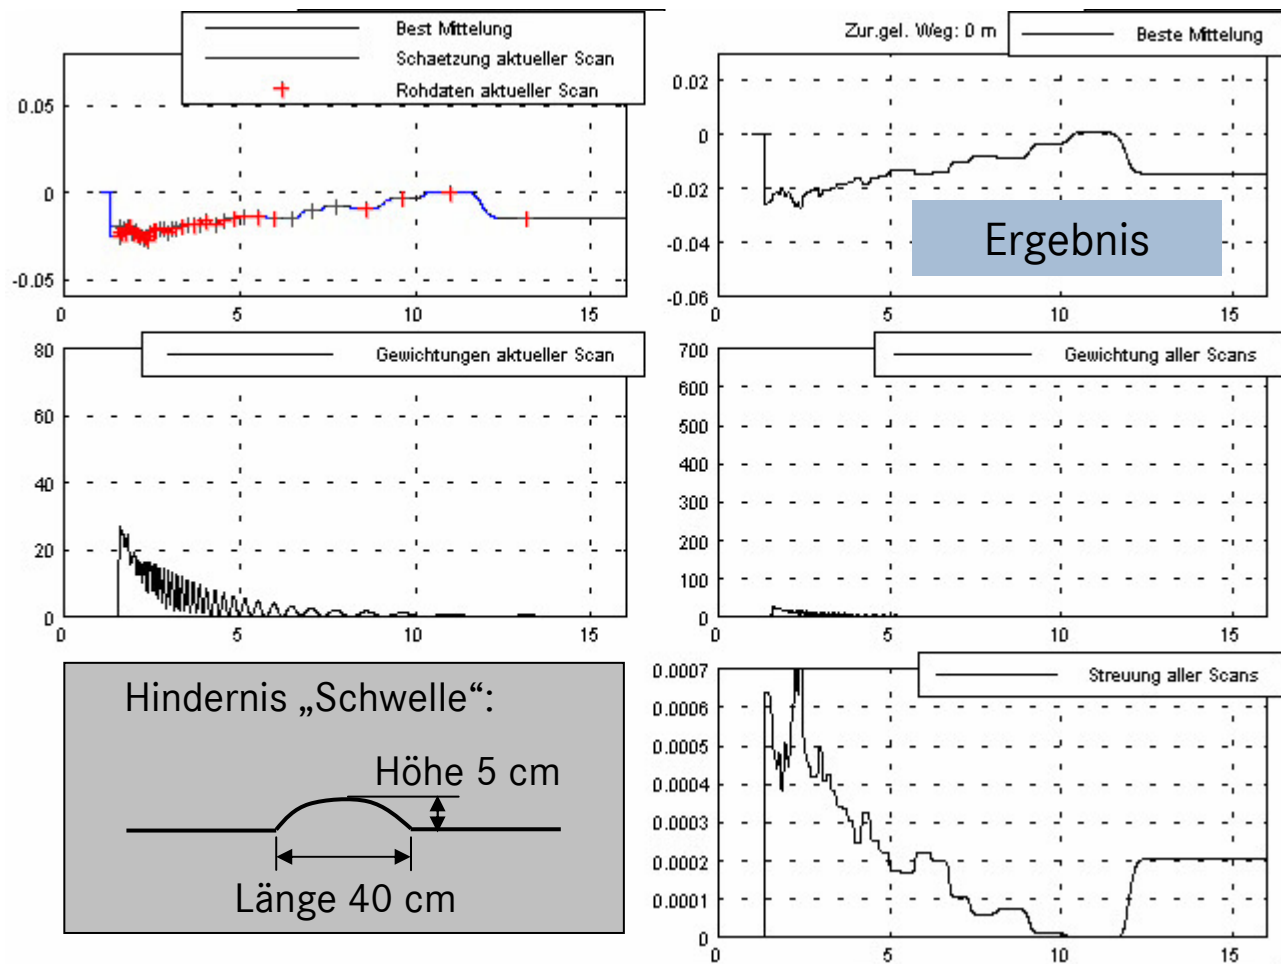 Best Mittelung
Schaetzung aktueller Scan
Rohdaten aktueller Scan
0.05
0
-0.05
0 5 10 15
Zur.gel. Weg: 0 m
Beste Mittelung
0.02
0
-0.02
-0.04
-0.06
0 5 10 15
Ergebnis
Gewichtungen aktueller Scan
80
60
40
20
0
0 5 10 15
Gewichtung aller Scans
700
600
500
400
300
200
100
0
0 5 10 15
Hindernis „Schwelle“:
Höhe 5 cm
Länge 40 cm
Streuung aller Scans
0.0007
0.0006
0.0005
0.0004
0.0003
0.0002
0.0001
0
0 5 10 15